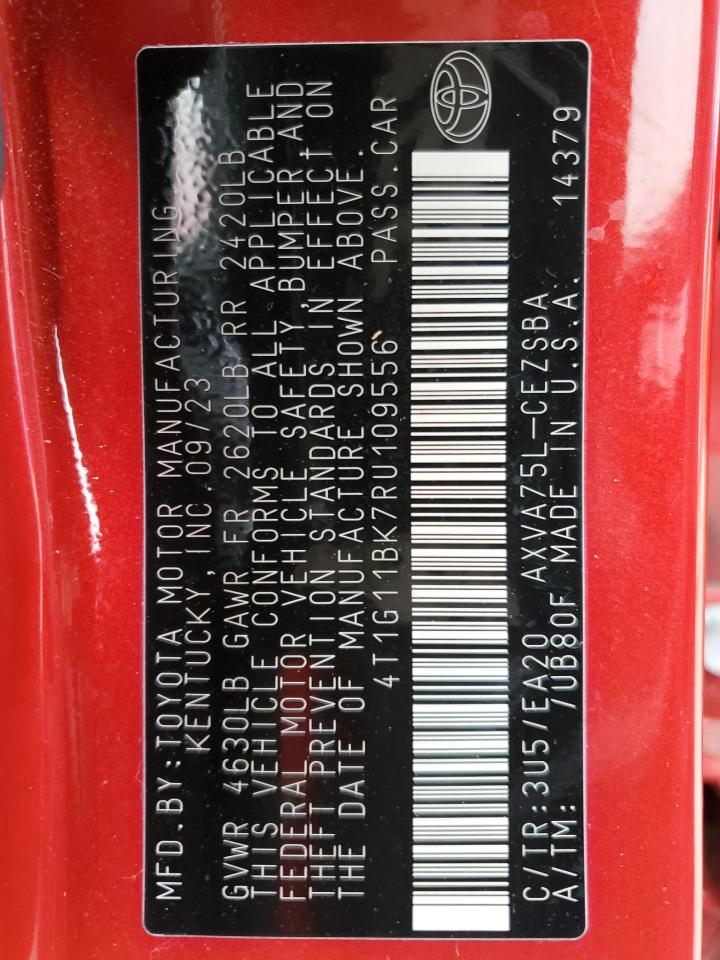 MFD.BY:TOYOTA MOTOR MANUFACTURING,
KENTUCKY, INC 09/23
GVWR 4630LB GAWR FR 2620LB RR 2420LB
THIS VEHICLE CONFORMS TO ALL APPLICABLE
FEDERAL MOTOR VEHICLE SAFETY,BUMPER,AND
THEFT PREVENTION STANDARDS IN EFFECT ON
THE DATE OF MANUFACTURE SHOWN ABOVE.
4T1G11BK7RU109556 PASS.CAR
C/TR:3U5/EA20 AXVA75L-CEZSBA
A/TM: /UB80F MADE IN U.S.A. 14379